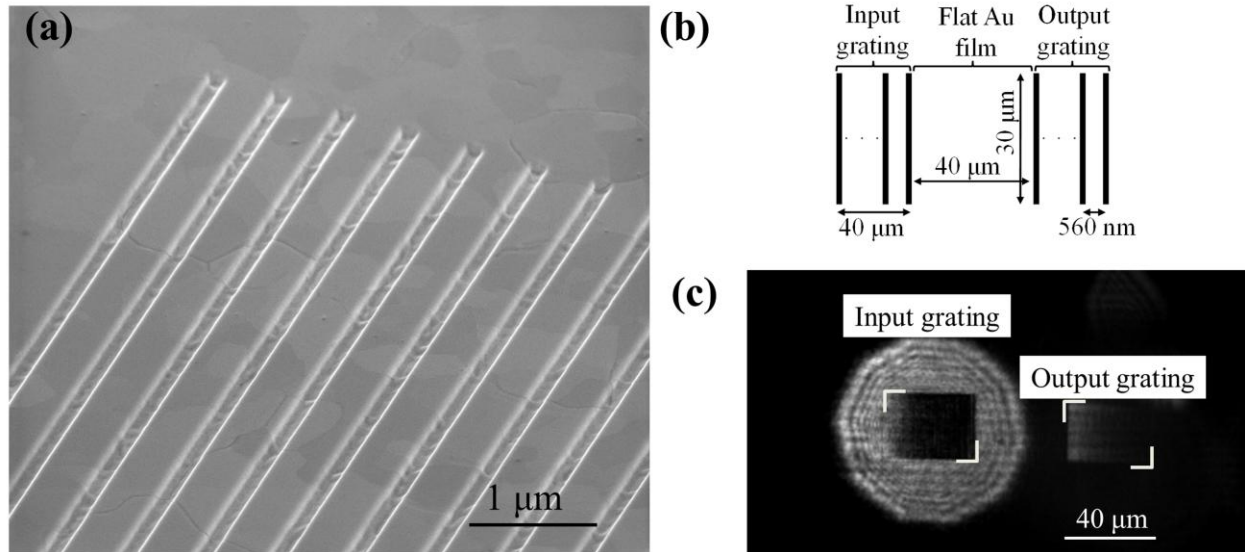 (a)
1 μm
(b)
Input
grating
Flat Au
film
Output
grating
30 μm
40 μm
40 μm
560 nm
(c)
Input grating
Output grating
40 μm